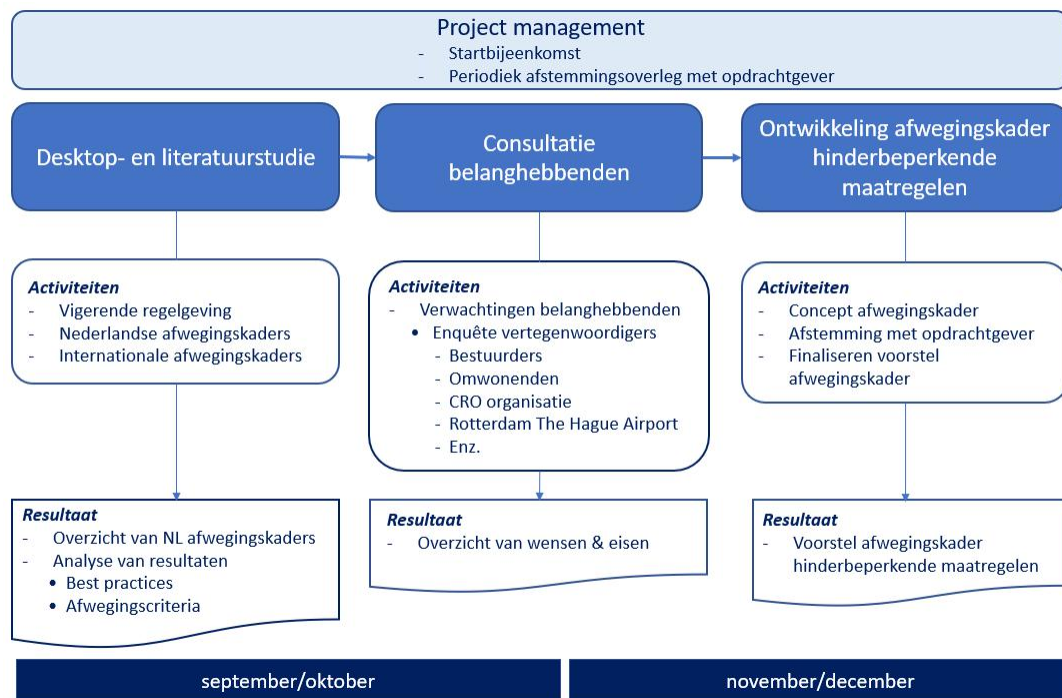 Project management
- Startbijeenkomst
- Periodiek afstemmingsoverleg met opdrachtgever
Desktop- en literatuurstudie
Consultatie
belanghebbenden
Ontwikkeling afwegingskader
hinderbeperkende
maatregelen
Activiteiten
- Vigerende regelgeving
- Nederlandse afwegingskaders
- Internationale afwegingskaders
Activiteiten
- Verwachtingen belanghebbenden
• Enquête vertegenwoordigers
- Bestuurders
- Omwonenden
- CRO organisatie
- Rotterdam The Hague Airport
- Enz.
Activiteiten
- Concept afwegingskader
- Afstemming met opdrachtgever
- Finaliseren voorstel
afwegingskader
Resultaat
- Overzicht van NL afwegingskaders
- Analyse van resultaten
• Best practices
• Afwegingscriteria
Resultaat
- Overzicht van wensen & eisen
Resultaat
- Voorstel afwegingskader
hinderbeperkende maatregelen
september/oktober
november/december